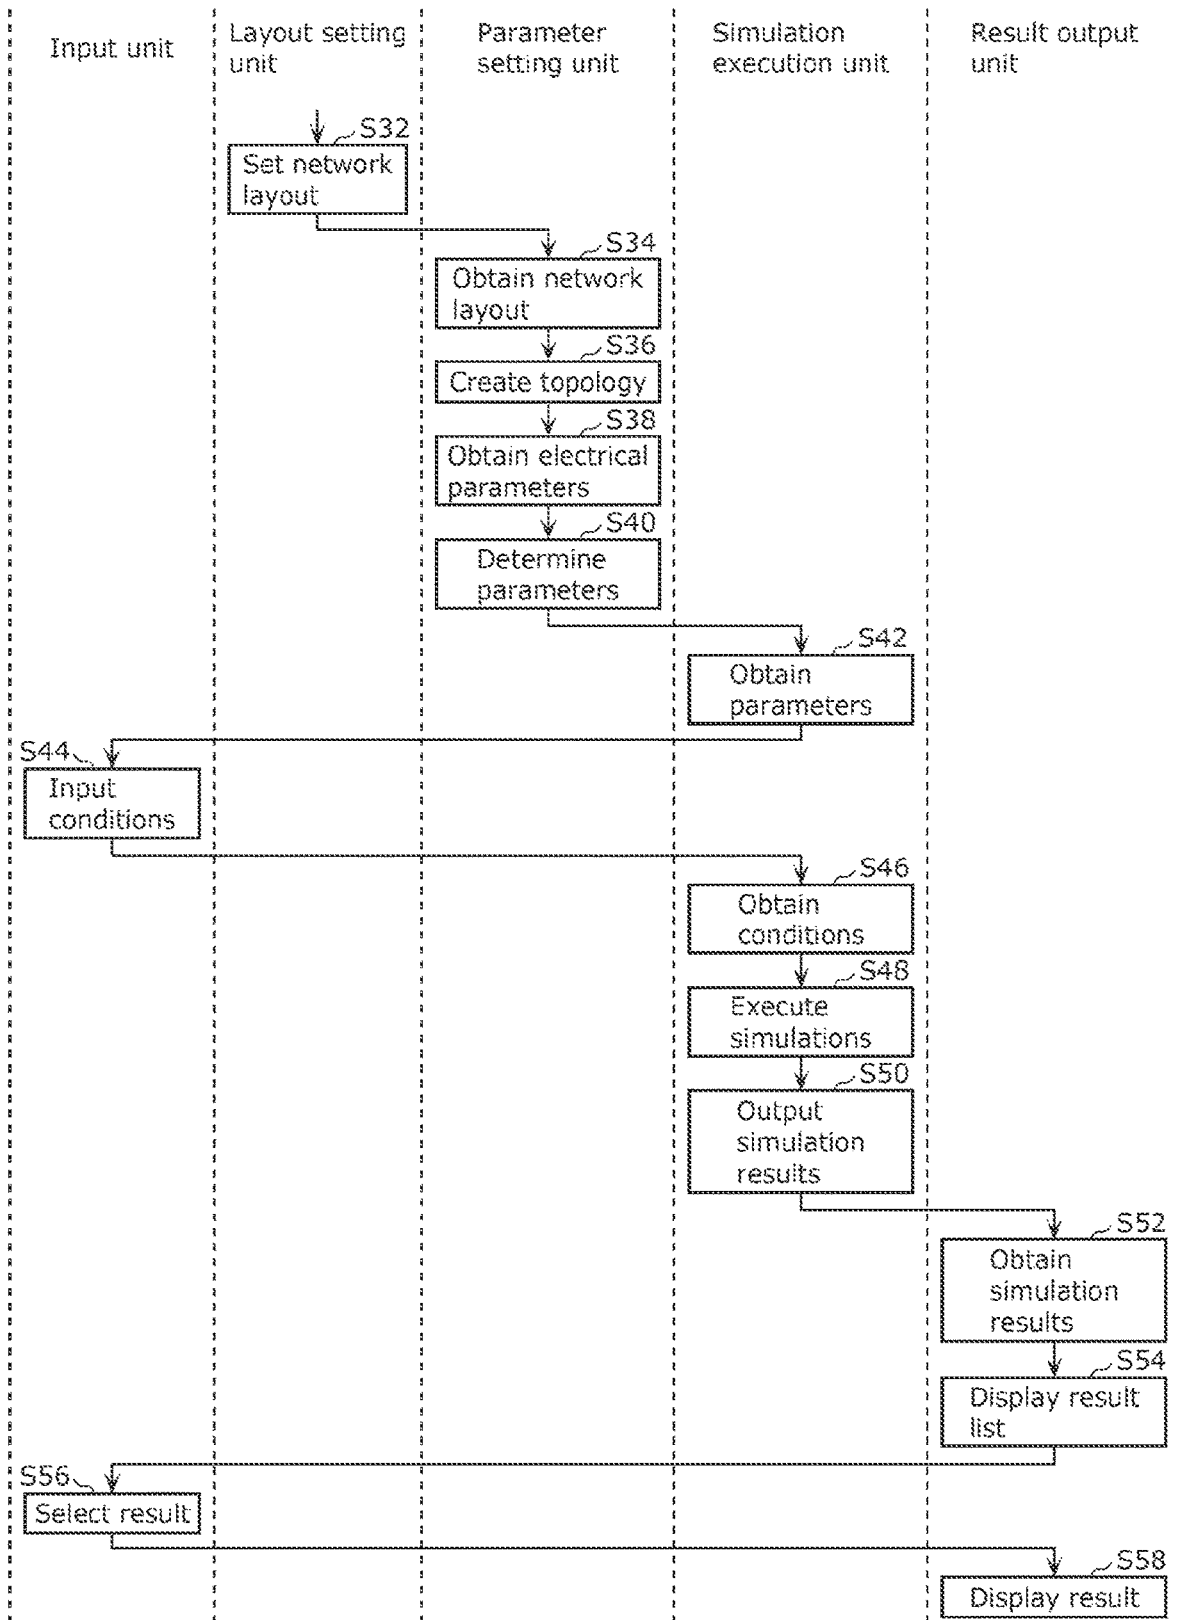 Input unit
Layout setting
unit
Parameter
setting unit
Simulation
execution unit
Result output
unit
S32
Set network
layout
S34
Obtain network
layout
S36
Create topology
S38
Obtain electrical
parameters
S40
Determine
parameters
S42
Obtain
parameters
S44
Input
conditions
S46
Obtain
conditions
S48
Execute
simulations
S50
Output
simulation
results
S52
Obtain
simulation
results
S54
Display result
list
S56
Select result
S58
Display result